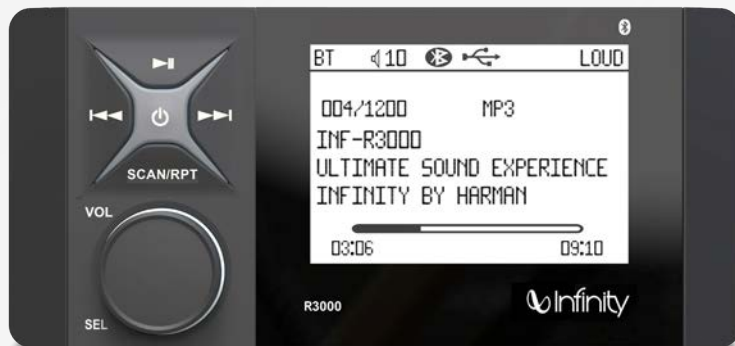 BT 10 LOUD
004/1200 MP3
INF-R3000
ULTIMATE SOUND EXPERIENCE
INFINITY BY HARMAN
03:06 09:10
SCAN/RPT
VOL
SEL
R3000
Infinity